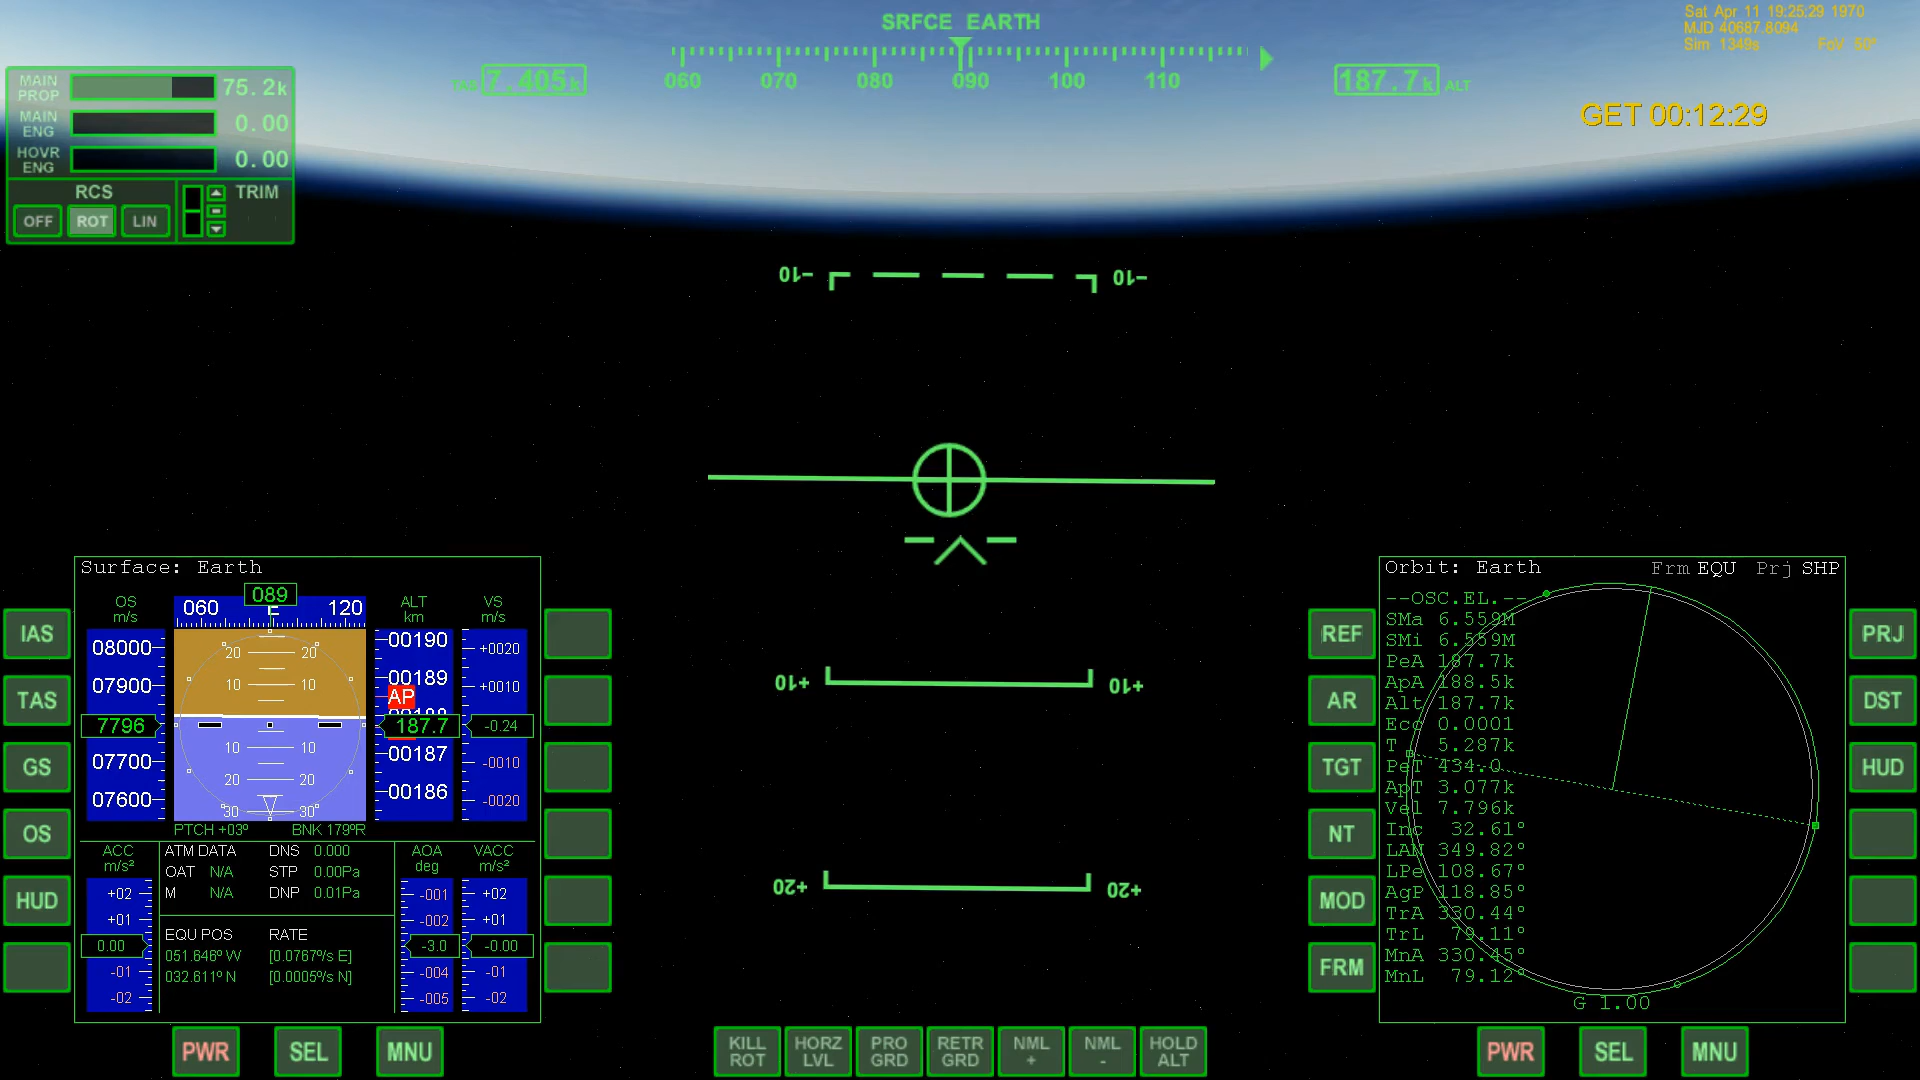 SRFCE EARTH
Sat Apr 11 19:25:29 1970
MJD 40687.8094
Sim 1349s FoV 50°
GET 00:12:29
MAIN PROP 75.2k
MAIN ENG 0.00
HOVR ENG 0.00
RCS TRIM
OFF ROT LIN
TAS 7.405k
060 070 080 090 100 110
187.7k ALT
-10 -10
+10 +10
+20 +20
Surface: Earth
089
OS m/s
060 E 120
ALT km
VS m/s
08000
07900
7796
07700
07600
20 20
10 10
10 10
20 20
30 30
00190
00189
AP
187.7
00187
00186
+0020
+0010
-0.24
-0010
-0020
PTCH +03° BNK 179°R
ACC m/s²
+02
+01
0.00
-01
-02
ATM DATA DNS 0.000
OAT N/A STP 0.00Pa
M N/A DNP 0.01Pa
EQU POS RATE
051.646° W [0.0767°/s E]
032.611° N [0.0005°/s N]
AOA deg
-001
-002
-3.0
-004
-005
VACC m/s²
+02
+01
-0.00
-01
-02
IAS
TAS
GS
OS
HUD
PWR SEL MNU
KILL ROT
HORZ LVL
PRO GRD
RETR GRD
NML +
NML -
HOLD ALT
Orbit: Earth Frm EQU Prj SHP
--OSC.EL.--
SMa 6.559M
SMi 6.559M
PeA 187.7k
ApA 188.5k
Alt 187.7k
Ecc 0.0001
T 5.287k
PeT 434.0
ApT 3.077k
Vel 7.796k
Inc 32.61°
LAN 349.82°
LPe 108.67°
AgP 118.85°
TrA 330.44°
TrL 79.11°
MnA 330.45°
MnL 79.12°
G 1.00
REF
AR
TGT
NT
MOD
FRM
PRJ
DST
HUD
PWR SEL MNU